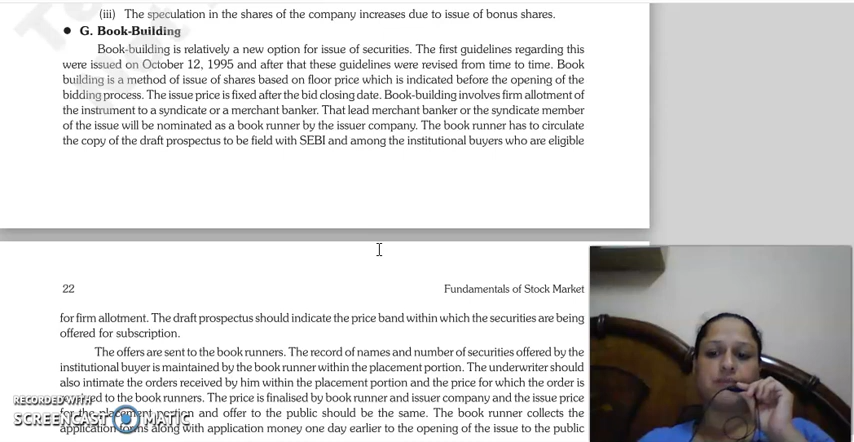 (iii) The speculation in the shares of the company increases due to issue of bonus shares.
● G. Book-Building
Book-building is relatively a new option for issue of securities. The first guidelines regarding this
were issued on October 12, 1995 and after that these guidelines were revised from time to time. Book
building is a method of issue of shares based on floor price which is indicated before the opening of the
bidding process. The issue price is fixed after the bid closing date. Book-building involves firm allotment of
the instrument to a syndicate or a merchant banker. That lead merchant banker or the syndicate member
of the issue will be nominated as a book runner by the issuer company. The book runner has to circulate
the copy of the draft prospectus to be field with SEBI and among the institutional buyers who are eligible
22 Fundamentals of Stock Market
for firm allotment. The draft prospectus should indicate the price band within which the securities are being
offered for subscription.
The offers are sent to the book runners. The record of names and number of securities offered by the
institutional buyer is maintained by the book runner within the placement portion. The underwriter should
also intimate the orders received by him within the placement portion and the price for which the order is
to the book runners. The price is finalised by book runner and issuer company and the issue price
for the placement portion and offer to the public should be the same. The book runner collects the
application forms along with application money one day earlier to the opening of the issue to the public
RECORDED WITH
SCREENCAST MATIC